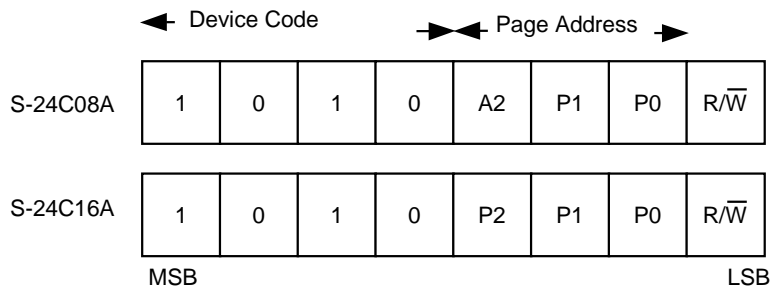 Device Code Page Address
S-24C08A 1 0 1 0 A2 P1 P0 R/W̅
S-24C16A 1 0 1 0 P2 P1 P0 R/W̅
MSB LSB